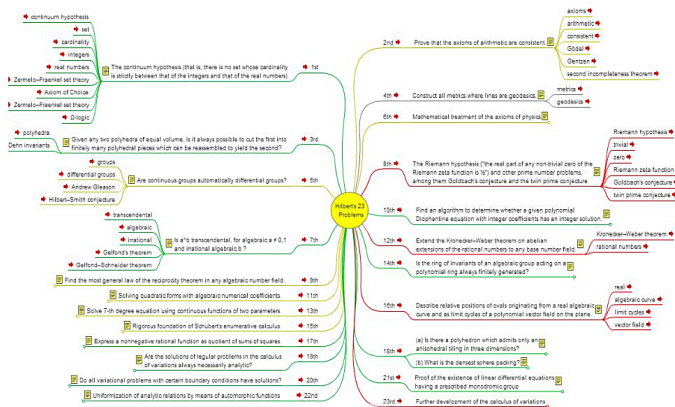 continuum hypothesis
set
cardinality
integers
real numbers
Zermelo–Fraenkel set theory
Axiom of Choice
Zermelo–Fraenkel set theory
Ω-logic
The continuum hypothesis (that is, there is no set whose cardinality
is strictly between that of the integers and that of the real numbers)
1st
polyhedra
Dehn invariants
Given any two polyhedra of equal volume, is it always possible to cut the first into
finitely many polyhedral pieces which can be reassembled to yield the second?
3rd
groups
differential groups
Andrew Gleason
Hilbert–Smith conjecture
Are continuous groups automatically differential groups?
5th
transcendental
algebraic
irrational
Gelfond's theorem
Gelfond–Schneider theorem
Is a^b transcendental, for algebraic a ≠ 0,1
and irrational algebraic b ?
7th
Find the most general law of the reciprocity theorem in any algebraic number field.
9th
Solving quadratic forms with algebraic numerical coefficients.
11th
Solve 7-th degree equation using continuous functions of two parameters.
13th
Rigorous foundation of Schubert's enumerative calculus.
15th
Express a nonnegative rational function as quotient of sums of squares.
17th
Are the solutions of regular problems in the calculus
of variations always necessarily analytic?
19th
Do all variational problems with certain boundary conditions have solutions?
20th
Uniformization of analytic relations by means of automorphic functions
22nd
Hilbert's 23
Problems
2nd
Prove that the axioms of arithmetic are consistent.
axioms
arithmetic
consistent
Gödel
Gentzen
second incompleteness theorem
4th
Construct all metrics where lines are geodesics.
metrics
geodesics
6th
Mathematical treatment of the axioms of physics
8th
The Riemann hypothesis ("the real part of any non-trivial zero of the
Riemann zeta function is ½") and other prime number problems,
among them Goldbach's conjecture and the twin prime conjecture
Riemann hypothesis
trivial
zero
Riemann zeta function
Goldbach's conjecture
twin prime conjecture
10th
Find an algorithm to determine whether a given polynomial
Diophantine equation with integer coefficients has an integer solution.
12th
Extend the Kronecker–Weber theorem on abelian
extensions of the rational numbers to any base number field.
Kronecker–Weber theorem
rational numbers
14th
Is the ring of invariants of an algebraic group acting on a
polynomial ring always finitely generated?
16th
Describe relative positions of ovals originating from a real algebraic
curve and as limit cycles of a polynomial vector field on the plane.
real
algebraic curve
limit cycles
vector field
18th
(a) Is there a polyhedron which admits only an
anisohedral tiling in three dimensions?
(b) What is the densest sphere packing?
21st
Proof of the existence of linear differential equations
having a prescribed monodromic group
23rd
Further development of the calculus of variations